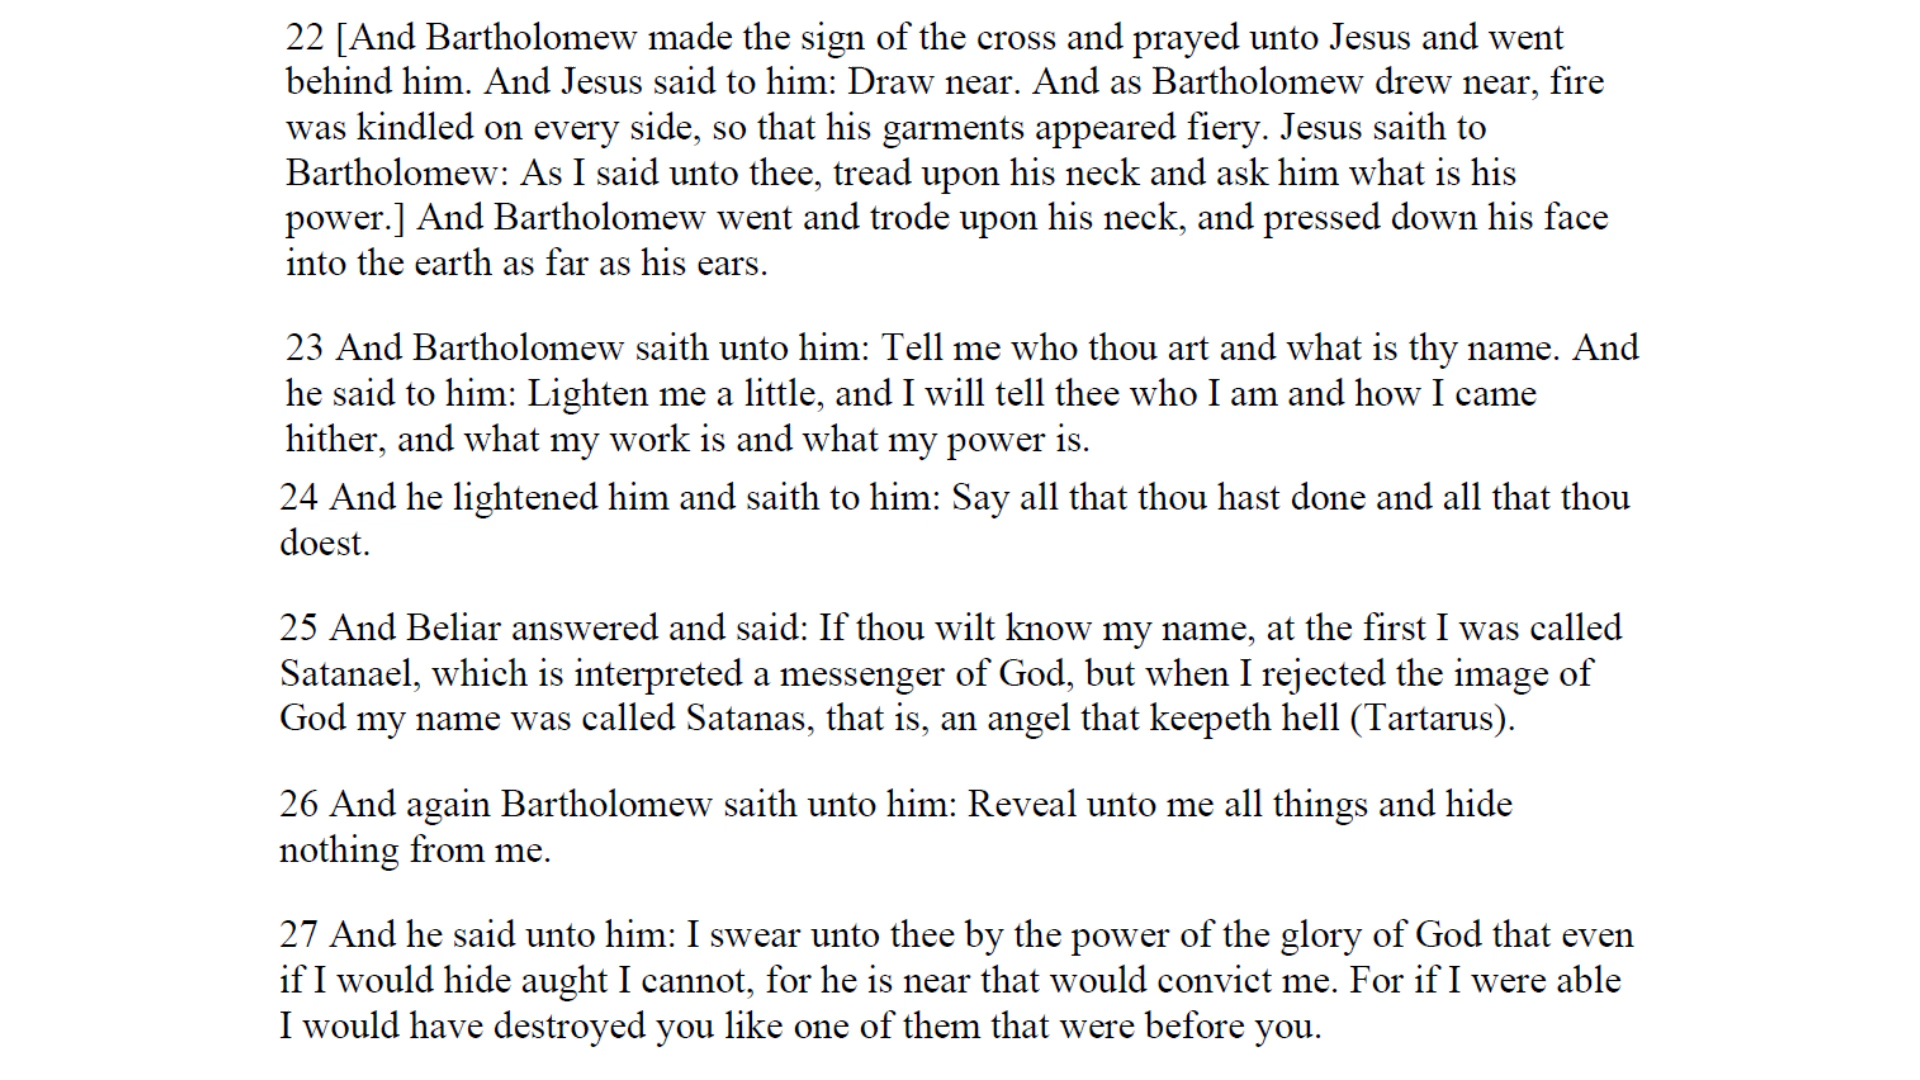 22 [And Bartholomew made the sign of the cross and prayed unto Jesus and went
behind him. And Jesus said to him: Draw near. And as Bartholomew drew near, fire
was kindled on every side, so that his garments appeared fiery. Jesus saith to
Bartholomew: As I said unto thee, tread upon his neck and ask him what is his
power.] And Bartholomew went and trode upon his neck, and pressed down his face
into the earth as far as his ears.
23 And Bartholomew saith unto him: Tell me who thou art and what is thy name. And
he said to him: Lighten me a little, and I will tell thee who I am and how I came
hither, and what my work is and what my power is.
24 And he lightened him and saith to him: Say all that thou hast done and all that thou
doest.
25 And Beliar answered and said: If thou wilt know my name, at the first I was called
Satanael, which is interpreted a messenger of God, but when I rejected the image of
God my name was called Satanas, that is, an angel that keepeth hell (Tartarus).
26 And again Bartholomew saith unto him: Reveal unto me all things and hide
nothing from me.
27 And he said unto him: I swear unto thee by the power of the glory of God that even
if I would hide aught I cannot, for he is near that would convict me. For if I were able
I would have destroyed you like one of them that were before you.